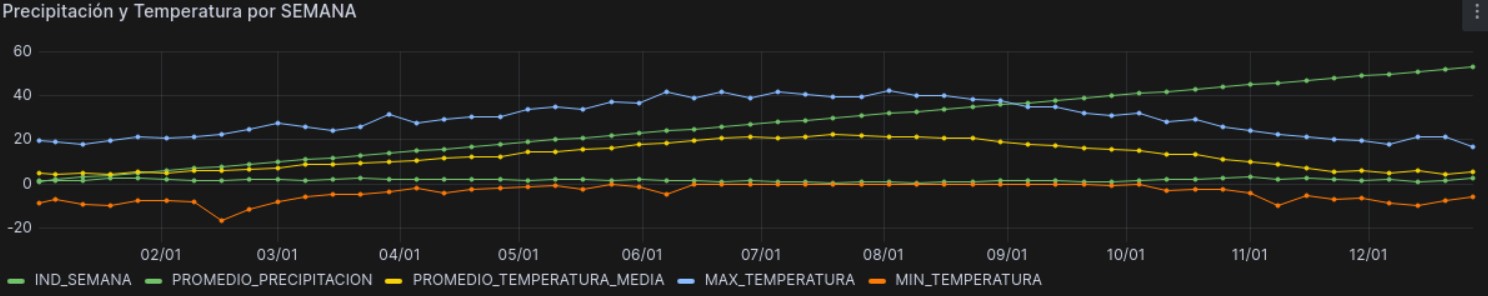 Precipitación y Temperatura por SEMANA
60
40
20
0
-20
02/01 03/01 04/01 05/01 06/01 07/01 08/01 09/01 10/01 11/01 12/01
IND_SEMANA PROMEDIO_PRECIPITACION PROMEDIO_TEMPERATURA_MEDIA MAX_TEMPERATURA MIN_TEMPERATURA